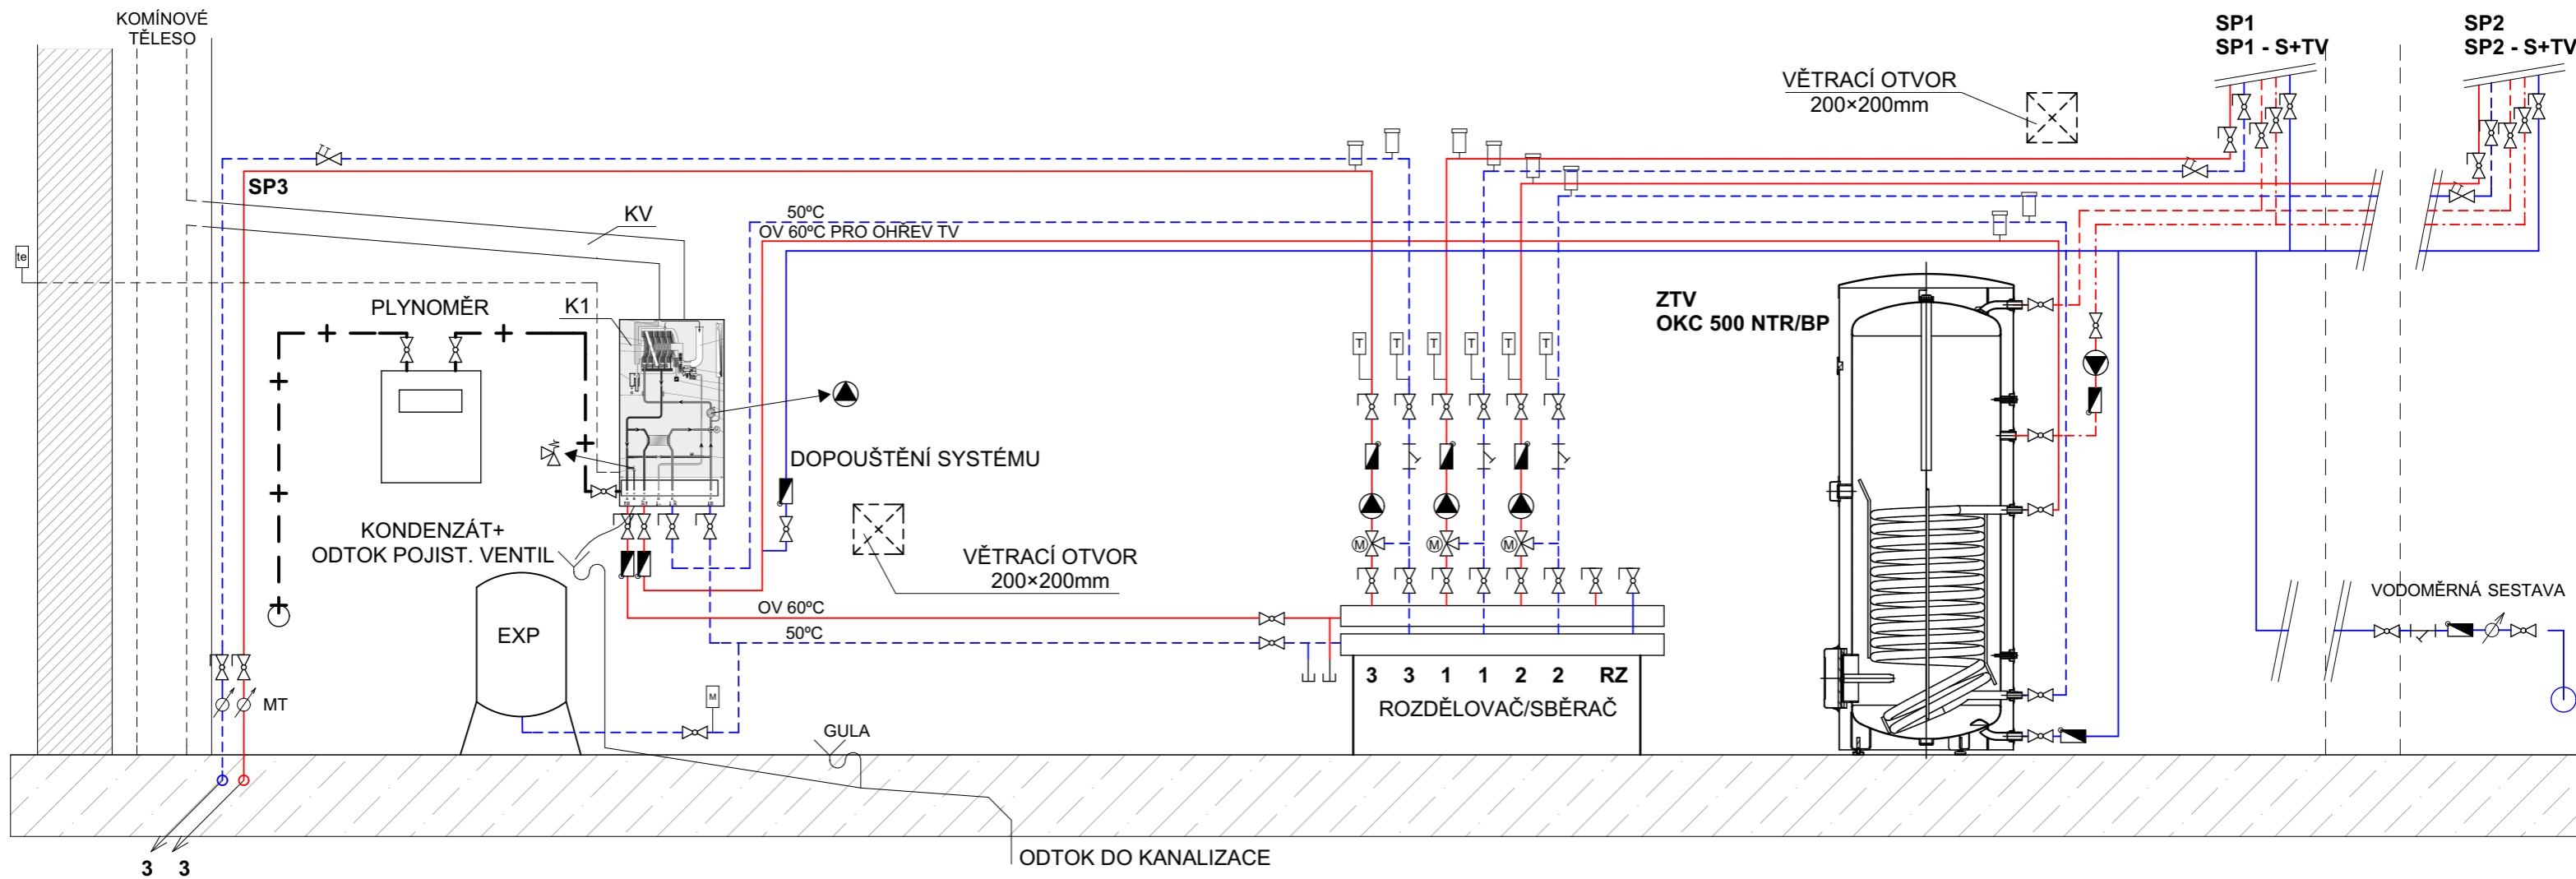 KOMÍNOVÉ
TĚLESO
SP1
SP1 - S+TV
SP2
SP2 - S+TV
VĚTRACÍ OTVOR
200×200mm
SP3
KV
50ºC
OV 60ºC PRO OHŘEV TV
te
PLYNOMĚR
K1
ZTV
OKC 500 NTR/BP
T
T
T
T
T
T
DOPOUŠTĚNÍ SYSTÉMU
KONDENZÁT+
ODTOK POJIST. VENTIL
VĚTRACÍ OTVOR
200×200mm
M
M
M
OV 60ºC
50ºC
EXP
VODOMĚRNÁ SESTAVA
3 3 1 1 2 2 RZ
ROZDĚLOVAČ/SBĚRAČ
MT
M
GULA
ODTOK DO KANALIZACE
3 3